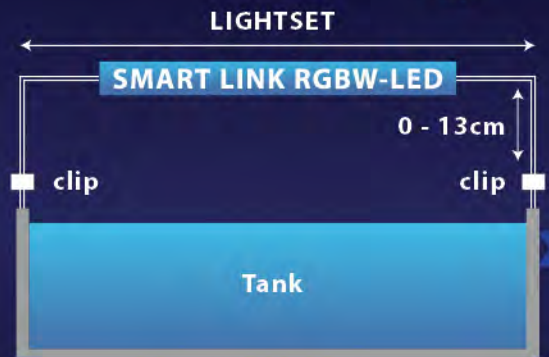 LIGHTSET
SMART LINK RGBW-LED
0 - 13cm
clip clip
Tank